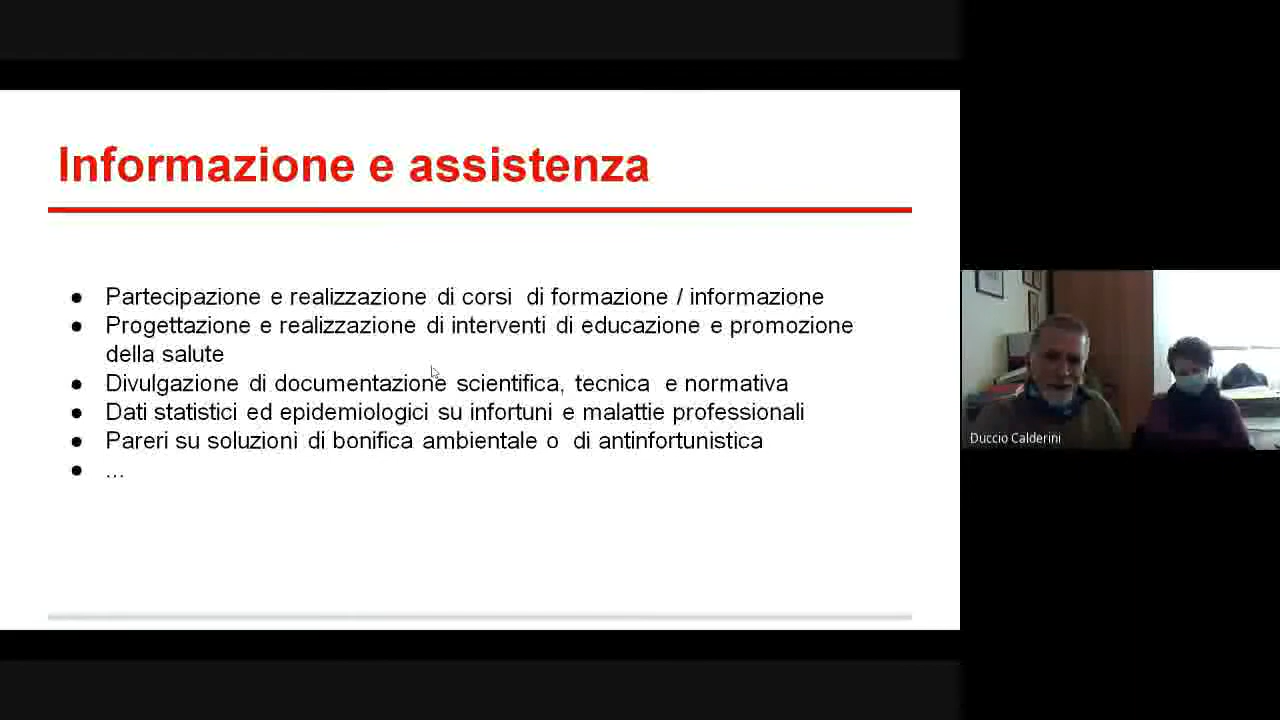 Informazione e assistenza
● Partecipazione e realizzazione di corsi di formazione / informazione
● Progettazione e realizzazione di interventi di educazione e promozione
della salute
● Divulgazione di documentazione scientifica, tecnica e normativa
● Dati statistici ed epidemiologici su infortuni e malattie professionali
● Pareri su soluzioni di bonifica ambientale o di antinfortunistica
● ...
Duccio Calderini